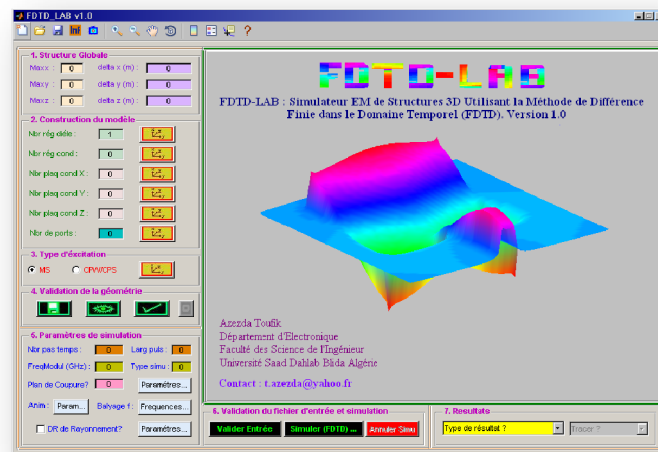 FDTD_LAB v1.0
Inf
1. Structure Globale
Maxx : 0 delta x (m) : 0
Maxy : 0 delta y (m) : 0
Maxz : 0 delta z (m) : 0
2. Construction du modèle
Nbr rég diéle : 1
Nbr rég cond : 0
Nbr plaq cond X : 0
Nbr plaq cond Y : 0
Nbr plaq cond Z : 0
Nbr de ports : 0
3. Type d'éxcitation
MS CPW/CPS
4. Validation de la géométrie
5. Paramètres de simulation
Nbr pas temps : 0 Larg puls : 0
FreqModul (GHz) : 0 Type simu : 0
Plan de Coupure? 0 Paramétres...
Anim : Param... Balyage f : Frequences...
DR de Rayonnement? Paramétres...
FDTD-LAB
FDTD-LAB : Simulateur EM de Structures 3D Utilisant la Méthode de Différence
Finie dans le Domaine Temporel (FDTD). Version 1.0
Azezda Toufik
Département d'Electronique
Faculté des Science de l'Ingénieur
Université Saad Dahlab Blida Algérie
Contact : t.azezda@yahoo.fr
6. Validation du fichier d'entrée et simulation
Valider Entrée Simuler (FDTD) ... Annuler Simu
7. Resultats
Type de résultat ? Tracer ?